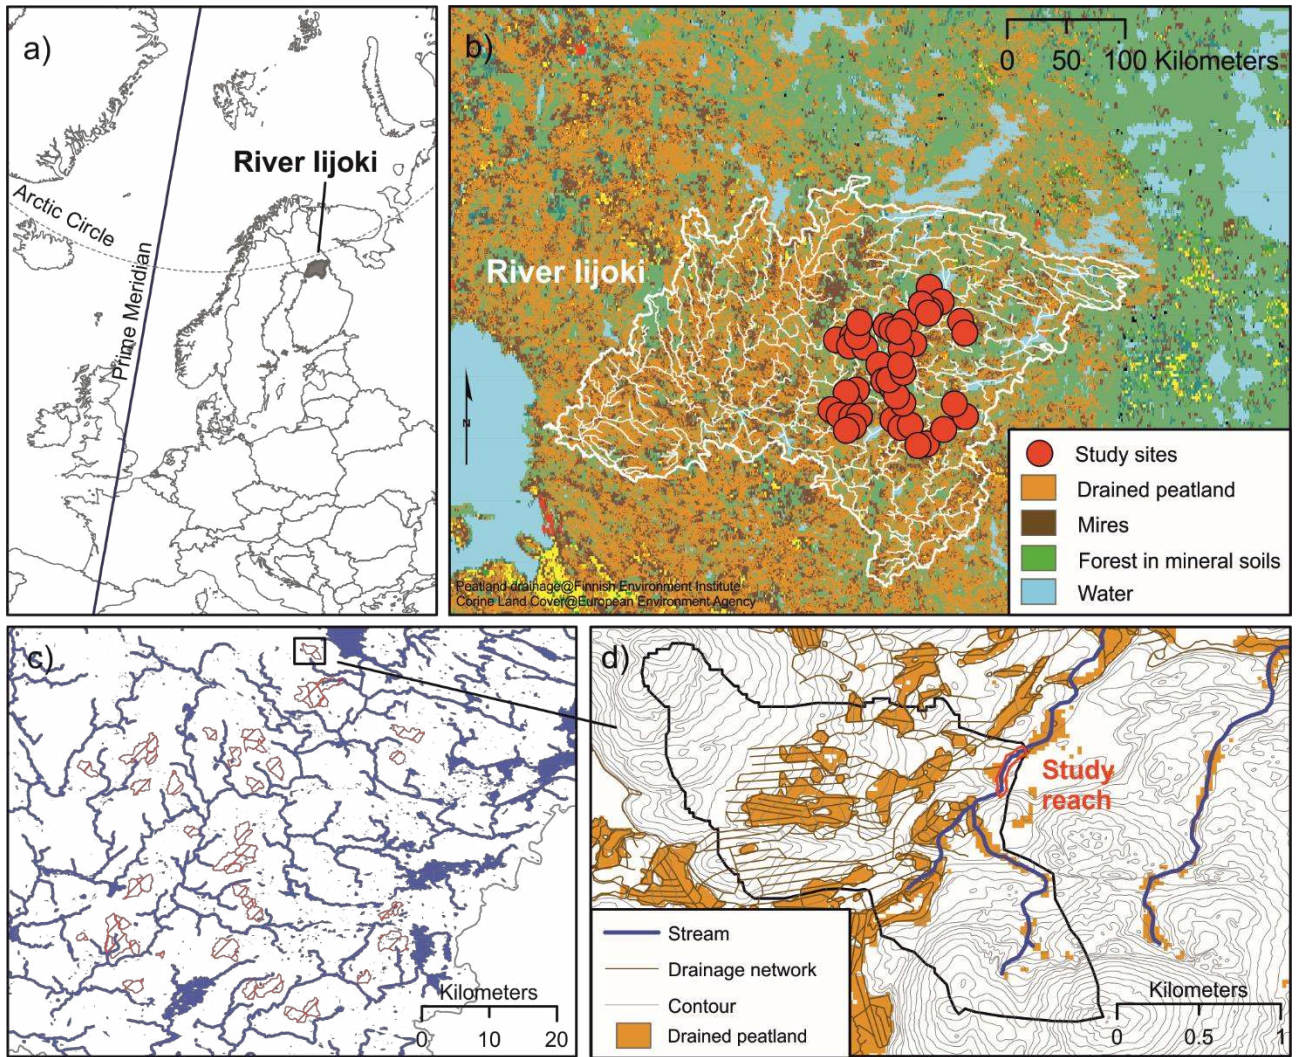 a)
River Iijoki
Arctic Circle
Prime Meridian
b)
0 50 100 Kilometers
River Iijoki
N
Study sites
Drained peatland
Mires
Forest in mineral soils
Water
Peatland drainage@Finnish Environment Institute
Corine Land Cover@European Environment Agency
c)
Kilometers
0 10 20
d)
Study
reach
Stream
Drainage network
Contour
Drained peatland
Kilometers
0 0.5 1